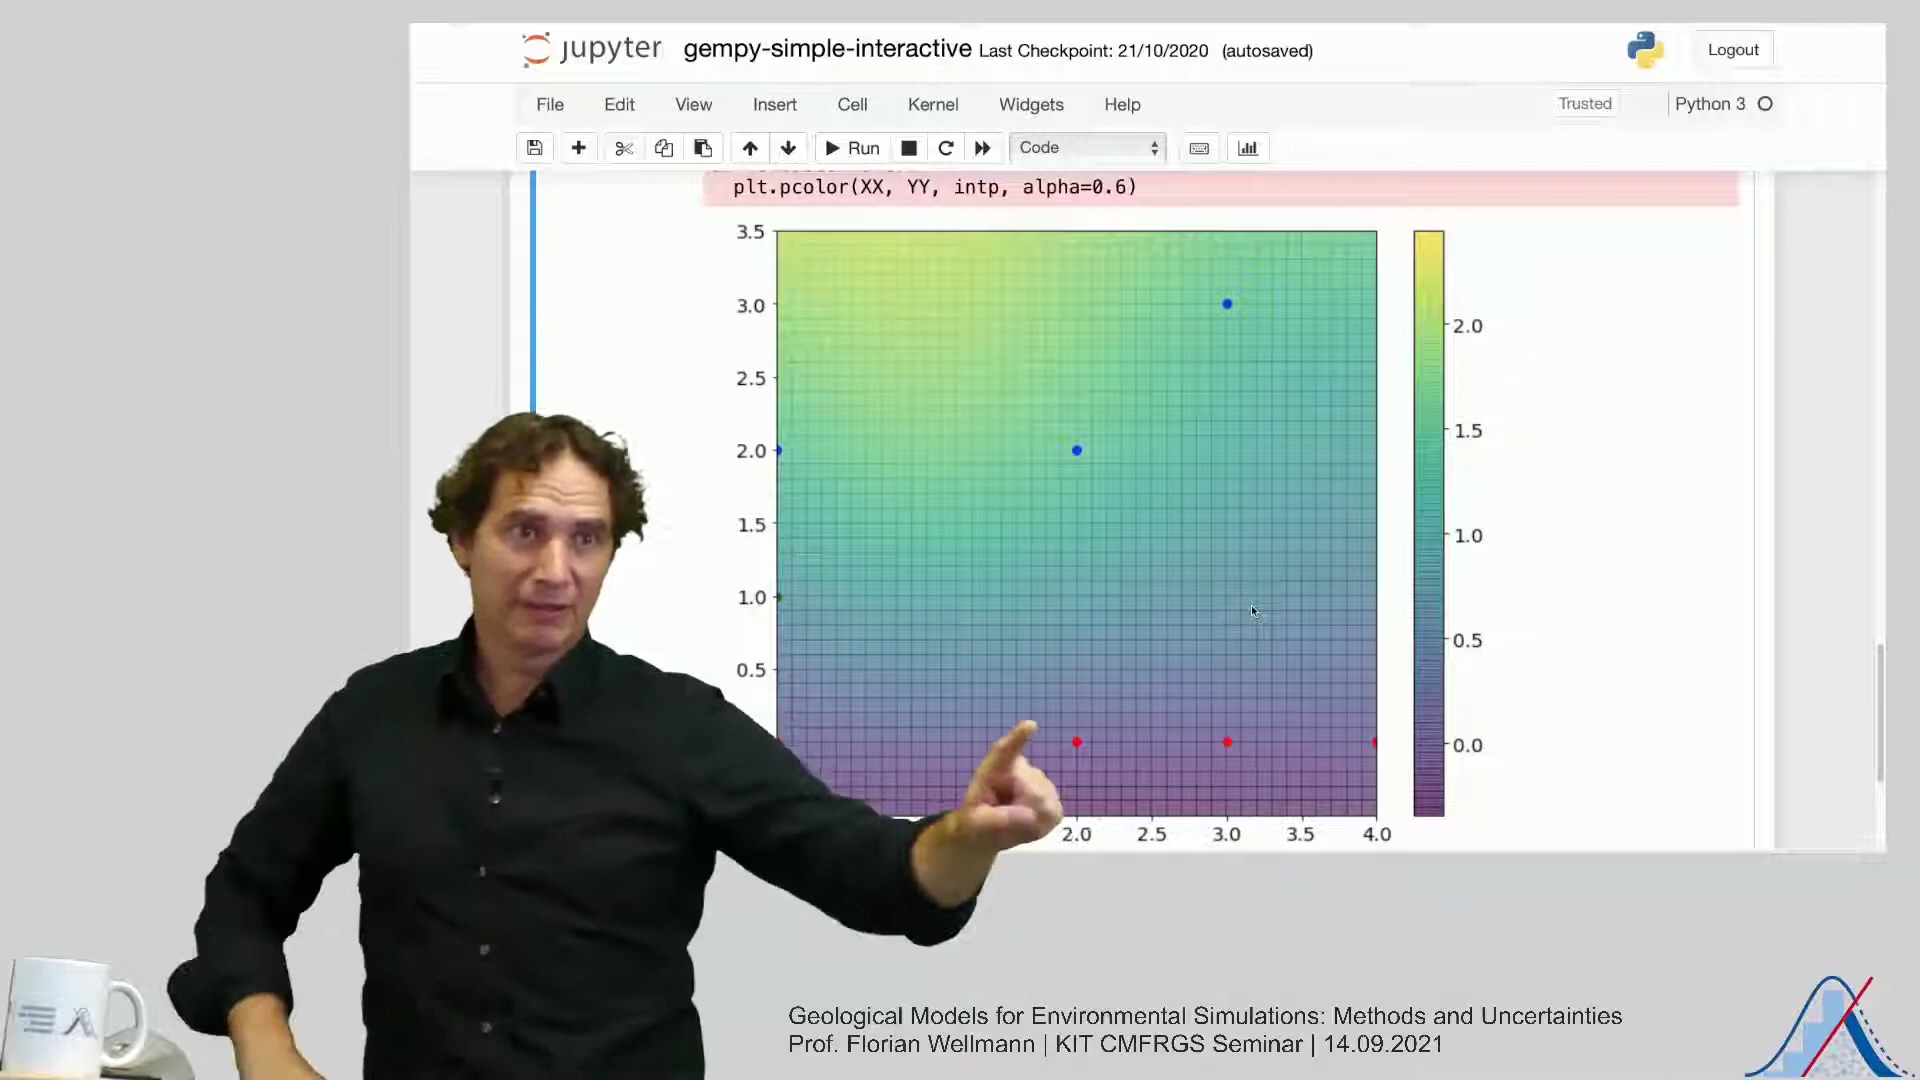 jupyter gempy-simple-interactive Last Checkpoint: 21/10/2020 (autosaved) Logout
File Edit View Insert Cell Kernel Widgets Help Trusted Python 3
Run Code
plt.pcolor(XX, YY, intp, alpha=0.6)
3.5
3.0
2.5
2.0
1.5
1.0
0.5
2.0 2.5 3.0 3.5 4.0
2.0
1.5
1.0
0.5
0.0
Geological Models for Environmental Simulations: Methods and Uncertainties
Prof. Florian Wellmann | KIT CMFRGS Seminar | 14.09.2021